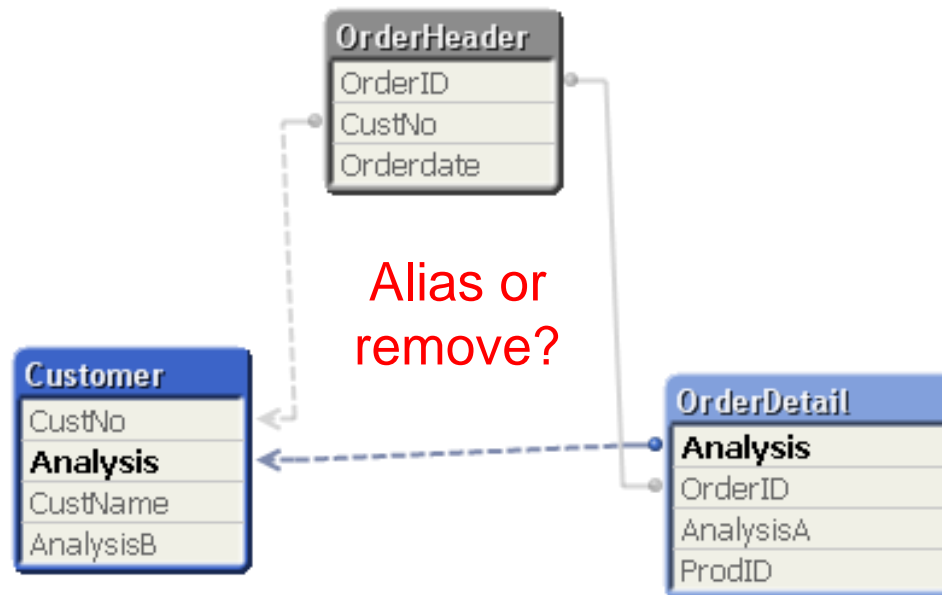 OrderHeader
OrderID
CustNo
Orderdate
Alias or
remove?
Customer
CustNo
Analysis
CustName
AnalysisB
OrderDetail
Analysis
OrderID
AnalysisA
ProdID